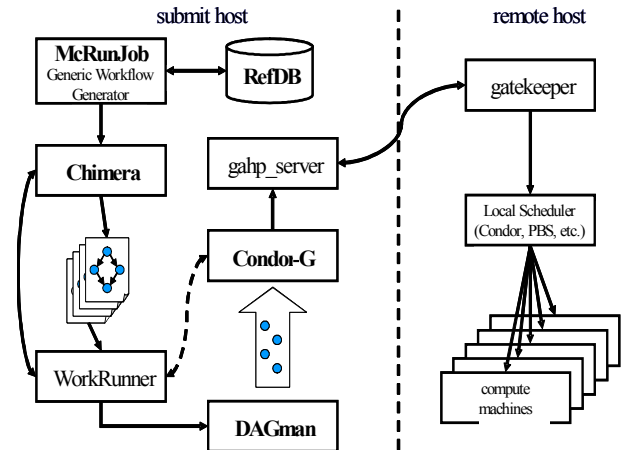 submit host
remote host
McRunJob
Generic Workflow
Generator
RefDB
gatekeeper
Chimera
gahp_server
Local Scheduler
(Condor, PBS, etc.)
Condor-G
WorkRunner
compute
machines
DAGman